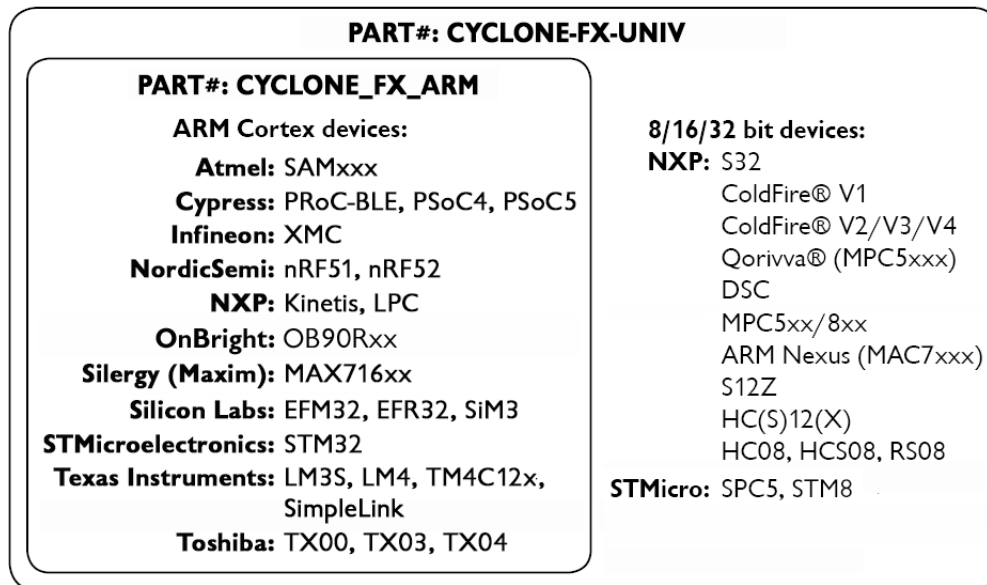 PART#: CYCLONE-FX-UNIV
PART#: CYCLONE_FX_ARM
ARM Cortex devices:
Atmel: SAMxxx
Cypress: PRoC-BLE, PSoC4, PSoC5
Infineon: XMC
NordicSemi: nRF51, nRF52
NXP: Kinetis, LPC
OnBright: OB90Rxx
Silergy (Maxim): MAX716xx
Silicon Labs: EFM32, EFR32, SiM3
STMicroelectronics: STM32
Texas Instruments: LM3S, LM4, TM4C12x,
SimpleLink
Toshiba: TX00, TX03, TX04
8/16/32 bit devices:
NXP: S32
ColdFire® V1
ColdFire® V2/V3/V4
Qorivva® (MPC5xxx)
DSC
MPC5xx/8xx
ARM Nexus (MAC7xxx)
S12Z
HC(S)12(X)
HC08, HCS08, RS08
STMicro: SPC5, STM8